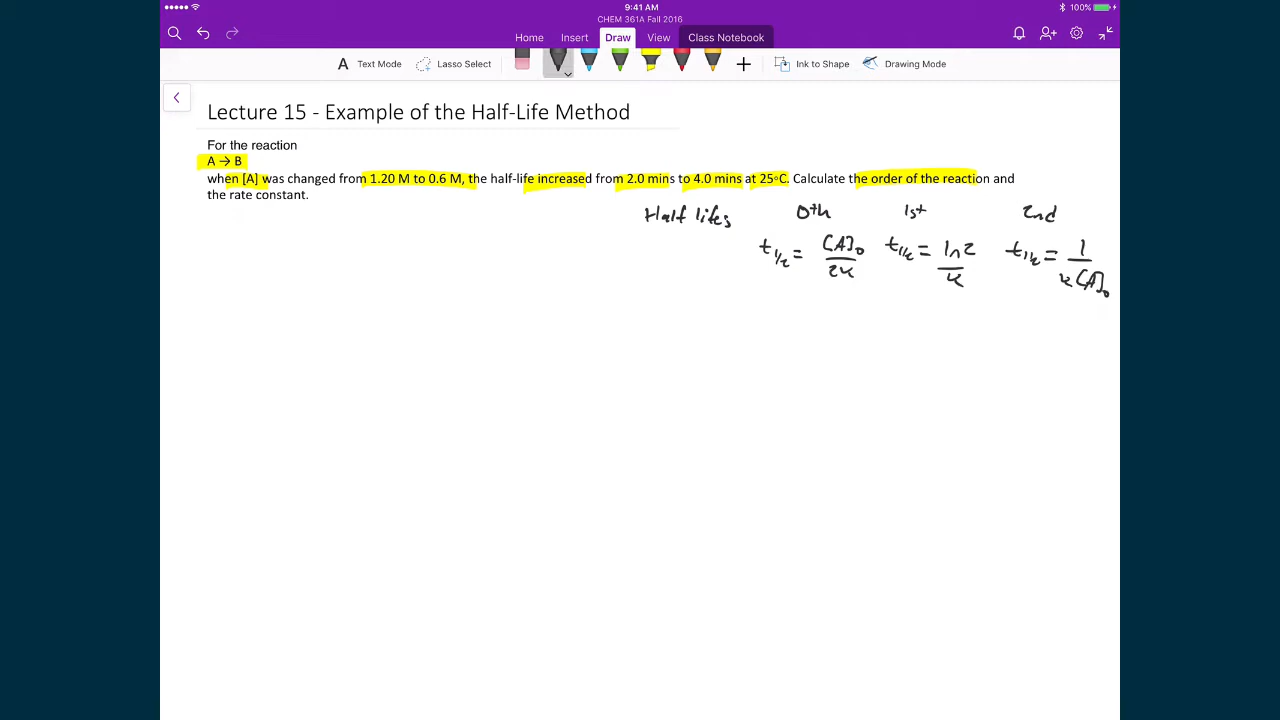 9:41 AM
100%
CHEM 361A Fall 2016
Home Insert Draw View Class Notebook
A Text Mode Lasso Select Ink to Shape Drawing Mode
Lecture 15 - Example of the Half-Life Method
For the reaction
A → B
when [A] was changed from 1.20 M to 0.6 M, the half-life increased from 2.0 mins to 4.0 mins at 25◦C. Calculate the order of the reaction and
the rate constant.
Half lifes 0th 1st 2nd
t1/2 = [A]0/2k t1/2 = ln2/k t1/2 = 1/k[A]0